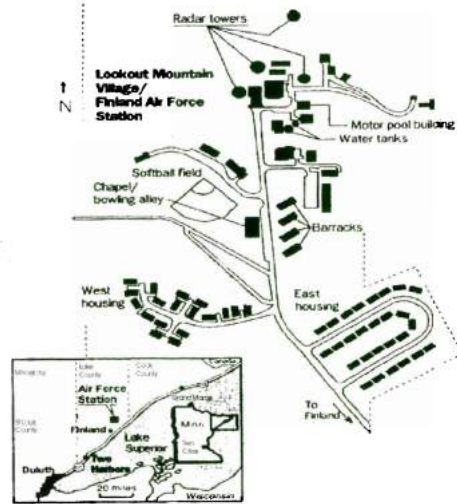 Radar towers
Lookout Mountain
Village/
Finland Air Force
Station
N
Motor pool building
Water tanks
Softball field
Chapel/
bowling alley
Barracks
West
housing
East
housing
To
Finland
Lake
County
Cook
County
Canada
Air Force
Station
Grand Marais
Finland
Minn.
Twin
Cities
Lake
Superior
Two
Harbors
Duluth
20 miles
Wisconsin